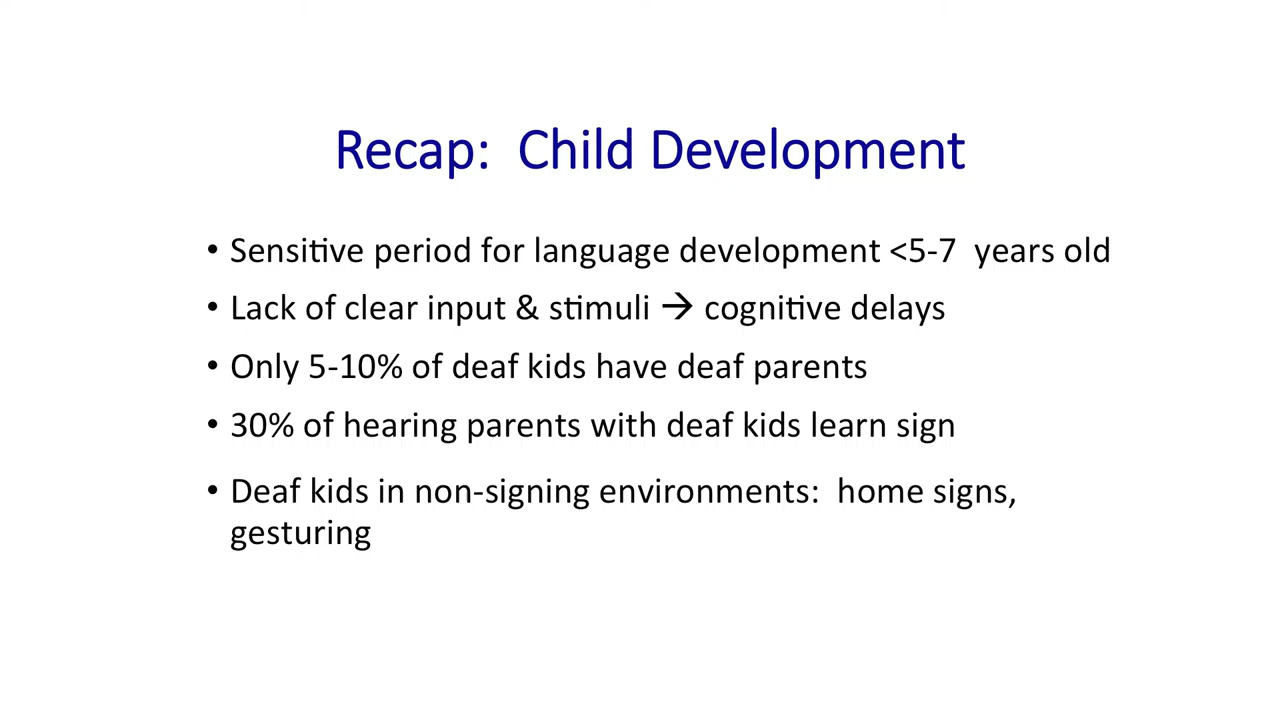 Recap:  Child Development
• Sensitive period for language development <5-7  years old
• Lack of clear input & stimuli → cognitive delays
• Only 5-10% of deaf kids have deaf parents
• 30% of hearing parents with deaf kids learn sign
• Deaf kids in non-signing environments:  home signs,
gesturing